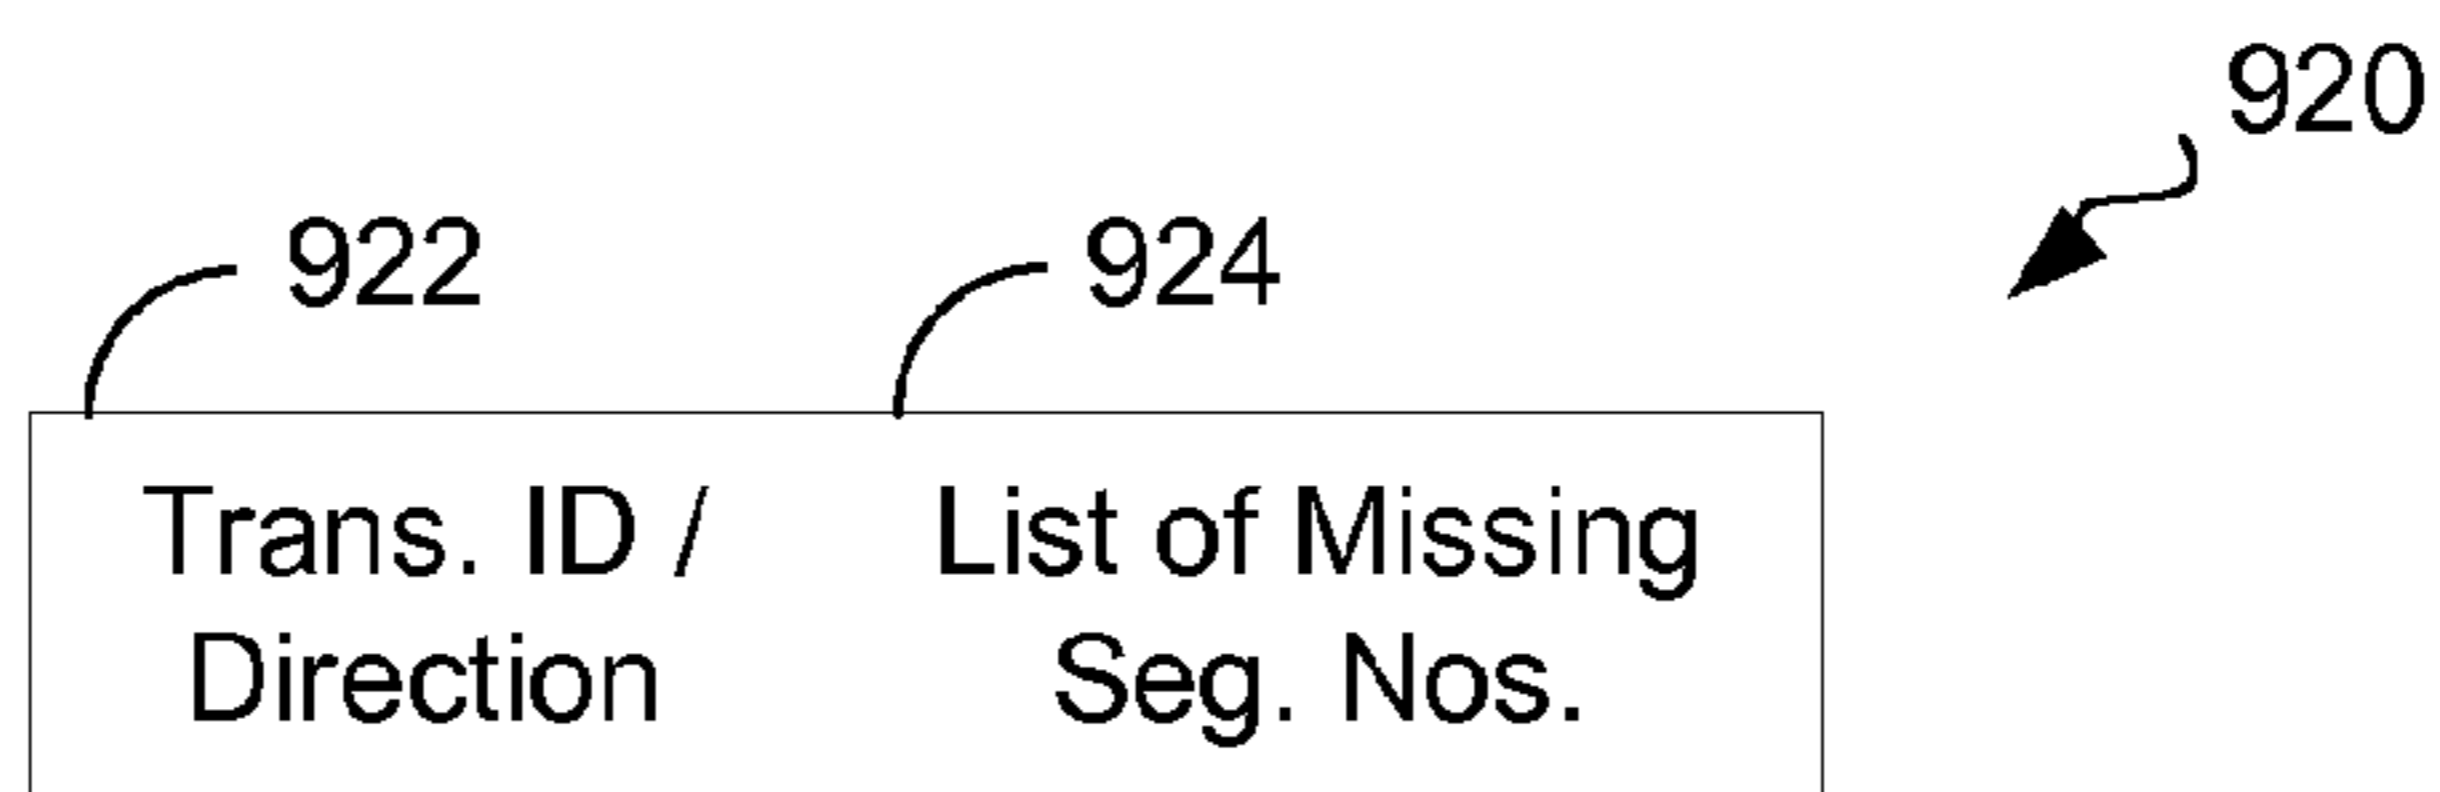 920
922 924
Trans. ID / List of Missing
Direction Seg. Nos.